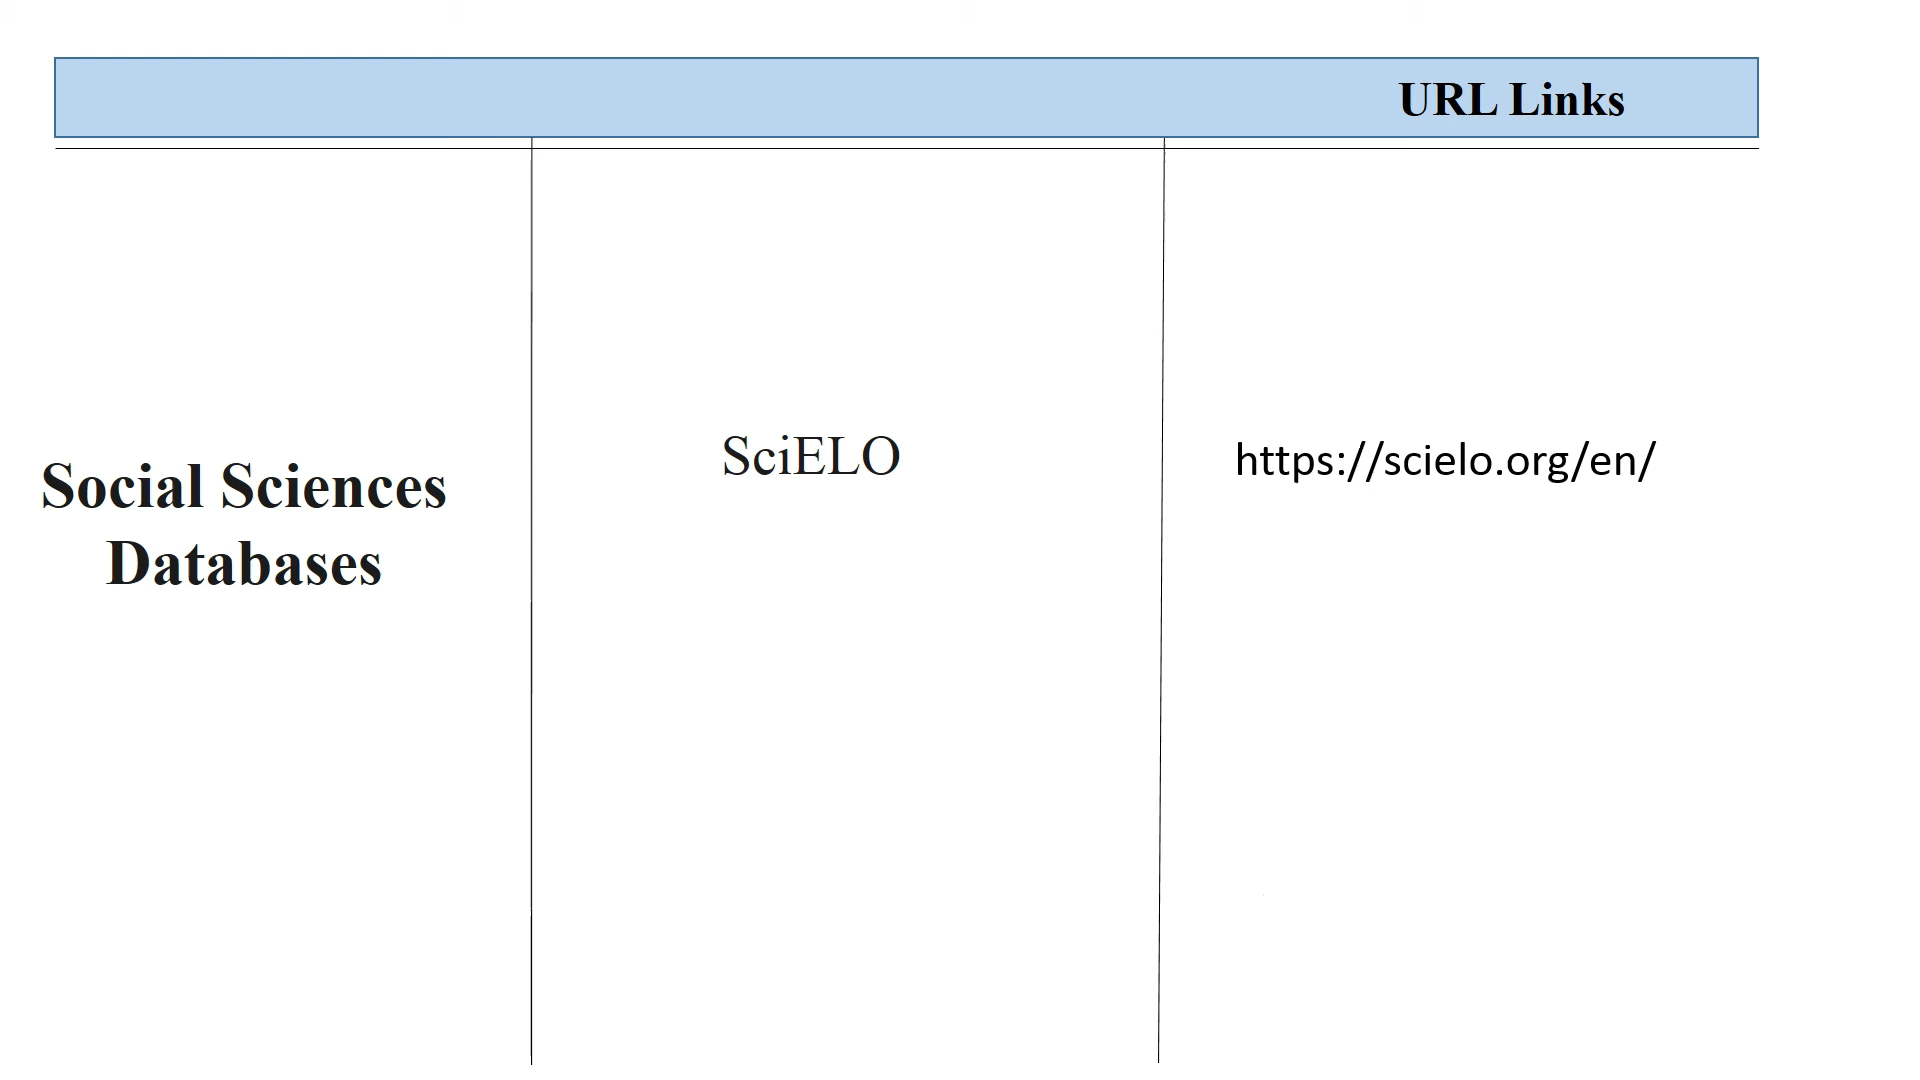 URL Links
Social Sciences
Databases
SciELO
https://scielo.org/en/